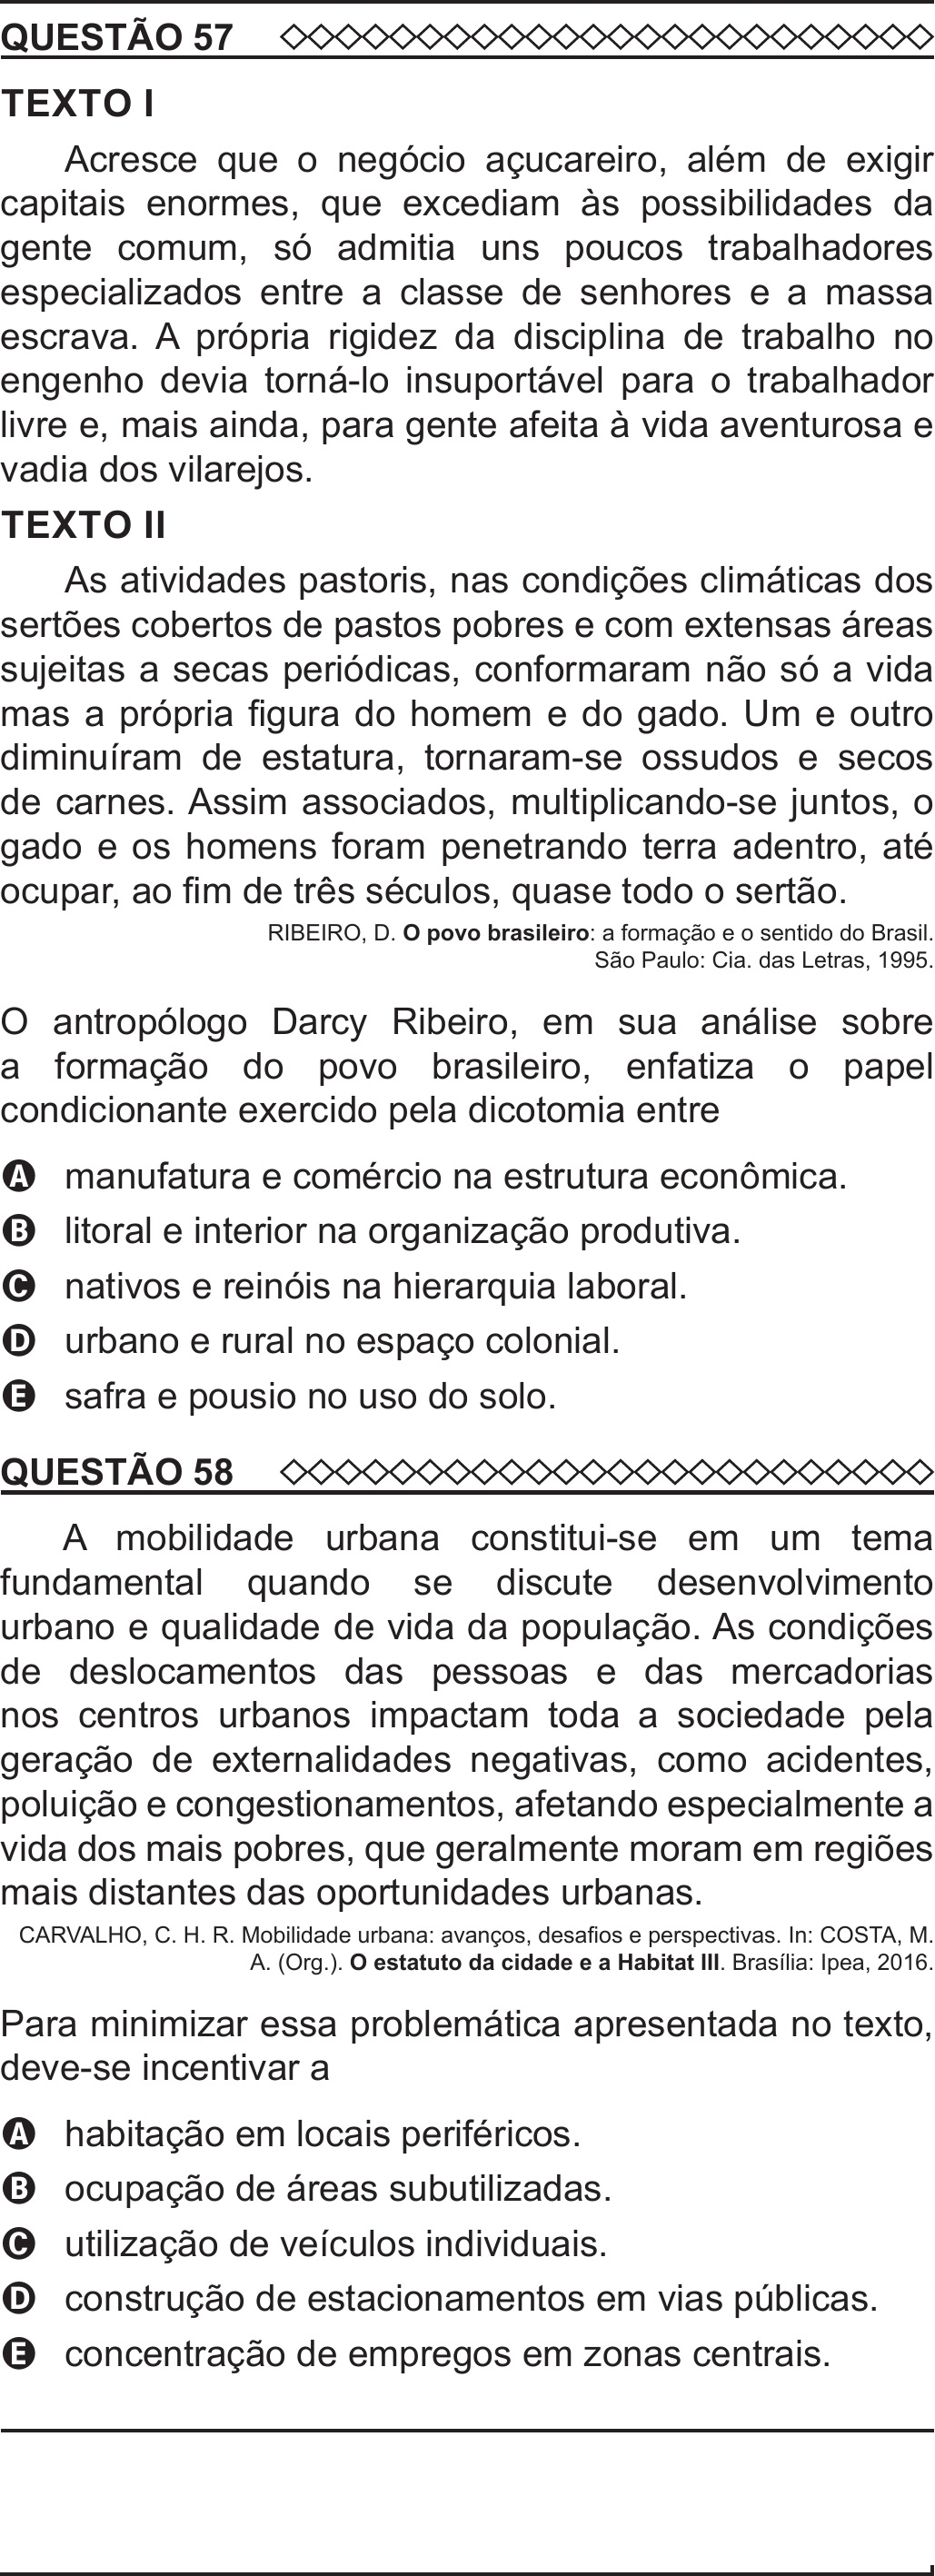 QUESTÃO 57
TEXTO I
Acresce que o negócio açucareiro, além de exigir
capitais enormes, que excediam às possibilidades da
gente comum, só admitia uns poucos trabalhadores
especializados entre a classe de senhores e a massa
escrava. A própria rigidez da disciplina de trabalho no
engenho devia torná-lo insuportável para o trabalhador
livre e, mais ainda, para gente afeita à vida aventurosa e
vadia dos vilarejos.
TEXTO II
As atividades pastoris, nas condições climáticas dos
sertões cobertos de pastos pobres e com extensas áreas
sujeitas a secas periódicas, conformaram não só a vida
mas a própria figura do homem e do gado. Um e outro
diminuíram de estatura, tornaram-se ossudos e secos
de carnes. Assim associados, multiplicando-se juntos, o
gado e os homens foram penetrando terra adentro, até
ocupar, ao fim de três séculos, quase todo o sertão.
RIBEIRO, D. O povo brasileiro: a formação e o sentido do Brasil.
São Paulo: Cia. das Letras, 1995.
O antropólogo Darcy Ribeiro, em sua análise sobre
a formação do povo brasileiro, enfatiza o papel
condicionante exercido pela dicotomia entre
A manufatura e comércio na estrutura econômica.
B litoral e interior na organização produtiva.
C nativos e reinóis na hierarquia laboral.
D urbano e rural no espaço colonial.
E safra e pousio no uso do solo.
QUESTÃO 58
A mobilidade urbana constitui-se em um tema
fundamental quando se discute desenvolvimento
urbano e qualidade de vida da população. As condições
de deslocamentos das pessoas e das mercadorias
nos centros urbanos impactam toda a sociedade pela
geração de externalidades negativas, como acidentes,
poluição e congestionamentos, afetando especialmente a
vida dos mais pobres, que geralmente moram em regiões
mais distantes das oportunidades urbanas.
CARVALHO, C. H. R. Mobilidade urbana: avanços, desafios e perspectivas. In: COSTA, M.
A. (Org.). O estatuto da cidade e a Habitat III. Brasília: Ipea, 2016.
Para minimizar essa problemática apresentada no texto,
deve-se incentivar a
A habitação em locais periféricos.
B ocupação de áreas subutilizadas.
C utilização de veículos individuais.
D construção de estacionamentos em vias públicas.
E concentração de empregos em zonas centrais.